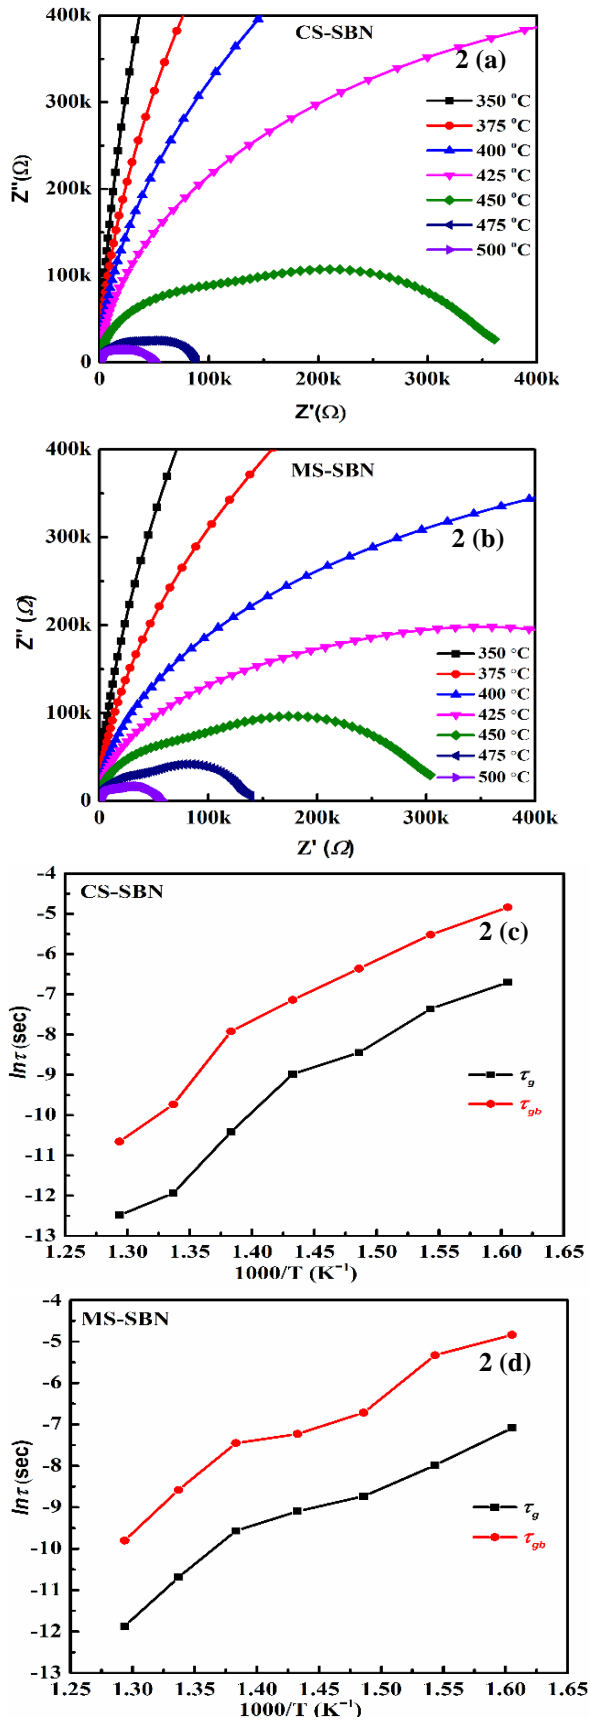 CS-SBN
2 (a)
400k
300k
200k
100k
0
Z''(Ω)
350 °C
375 °C
400 °C
425 °C
450 °C
475 °C
500 °C
0 100k 200k 300k 400k
Z'(Ω)
MS-SBN
2 (b)
400k
300k
200k
100k
0
Z'' (Ω)
350 °C
375 °C
400 °C
425 °C
450 °C
475 °C
500 °C
0 100k 200k 300k 400k
Z' (Ω)
CS-SBN
2 (c)
-4
-5
-6
-7
-8
-9
-10
-11
-12
-13
lnτ(sec)
τg
τgb
1.25 1.30 1.35 1.40 1.45 1.50 1.55 1.60 1.65
1000/T (K⁻¹)
MS-SBN
2 (d)
-4
-5
-6
-7
-8
-9
-10
-11
-12
-13
lnτ(sec)
τg
τgb
1.25 1.30 1.35 1.40 1.45 1.50 1.55 1.60 1.65
1000/T (K⁻¹)